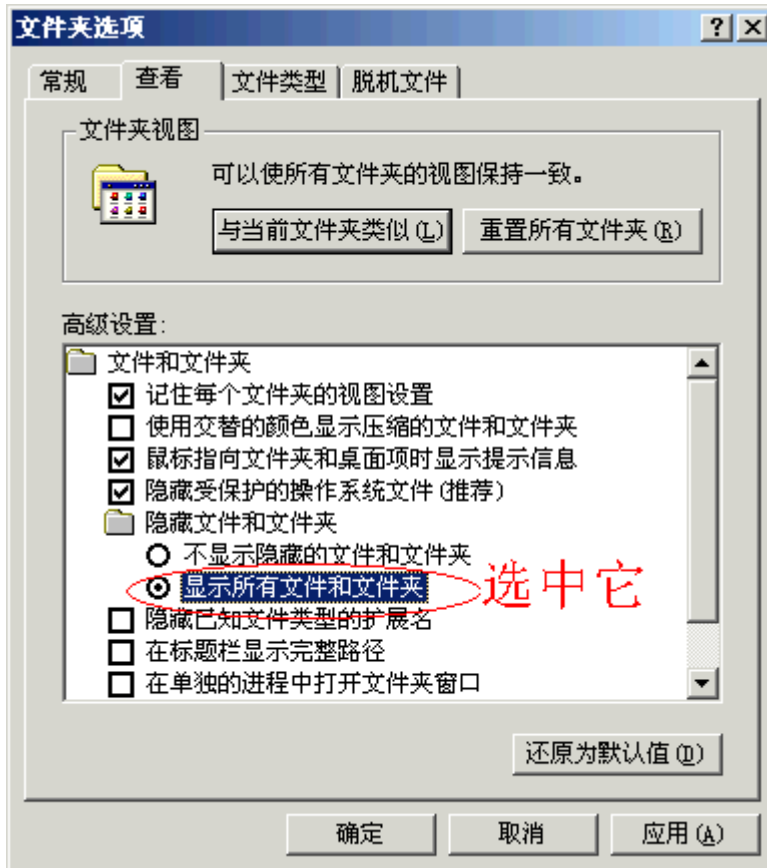 文件夹选项
常规 查看 文件类型 脱机文件
文件夹视图
可以使所有文件夹的视图保持一致。
与当前文件夹类似(L) 重置所有文件夹(R)
高级设置:
文件和文件夹
记住每个文件夹的视图设置
使用交替的颜色显示压缩的文件和文件夹
鼠标指向文件夹和桌面项时显示提示信息
隐藏受保护的操作系统文件(推荐)
隐藏文件和文件夹
不显示隐藏的文件和文件夹
显示所有文件和文件夹 选中它
隐藏已知文件类型的扩展名
在标题栏显示完整路径
在单独的进程中打开文件夹窗口
还原为默认值(D)
确定 取消 应用(A)